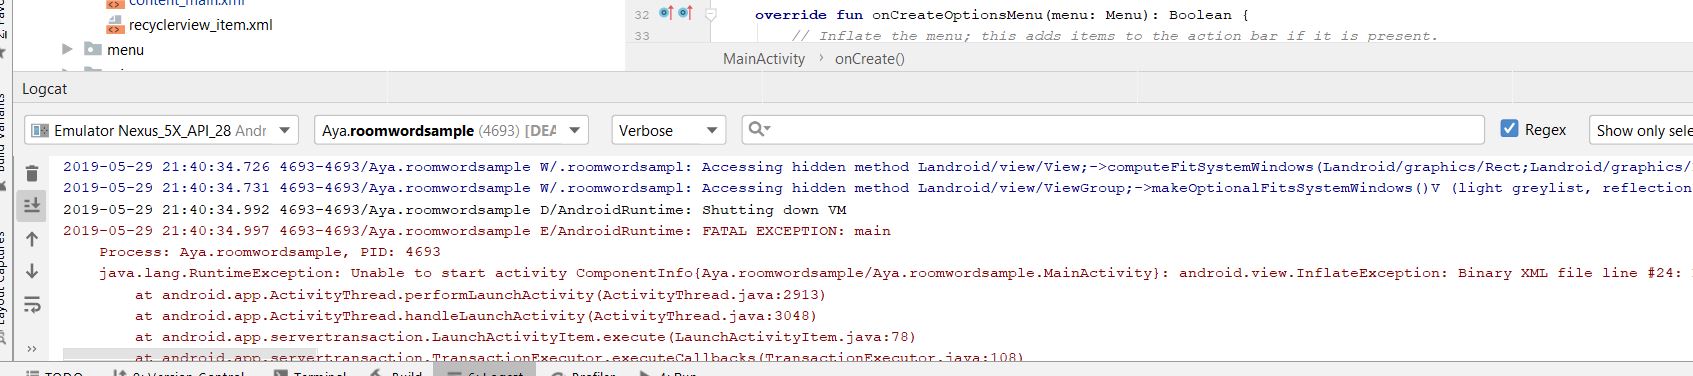 content_main.xml
recyclerview_item.xml
menu
32 override fun onCreateOptionsMenu(menu: Menu): Boolean {
33 // Inflate the menu; this adds items to the action bar if it is present.
MainActivity › onCreate()
Logcat
Emulator Nexus_5X_API_28 Andr
Aya.roomwordsample (4693) [DEA
Verbose
Regex
Show only sele
2019-05-29 21:40:34.726 4693-4693/Aya.roomwordsample W/.roomwordsampl: Accessing hidden method Landroid/view/View;->computeFitSystemWindows(Landroid/graphics/Rect;Landroid/graphics/
2019-05-29 21:40:34.731 4693-4693/Aya.roomwordsample W/.roomwordsampl: Accessing hidden method Landroid/view/ViewGroup;->makeOptionalFitsSystemWindows()V (light greylist, reflection
2019-05-29 21:40:34.992 4693-4693/Aya.roomwordsample D/AndroidRuntime: Shutting down VM
2019-05-29 21:40:34.997 4693-4693/Aya.roomwordsample E/AndroidRuntime: FATAL EXCEPTION: main
Process: Aya.roomwordsample, PID: 4693
java.lang.RuntimeException: Unable to start activity ComponentInfo{Aya.roomwordsample/Aya.roomwordsample.MainActivity}: android.view.InflateException: Binary XML file line #24:
at android.app.ActivityThread.performLaunchActivity(ActivityThread.java:2913)
at android.app.ActivityThread.handleLaunchActivity(ActivityThread.java:3048)
at android.app.servertransaction.LaunchActivityItem.execute(LaunchActivityItem.java:78)
at android.app.servertransaction.TransactionExecutor.executeCallbacks(TransactionExecutor.java:108)
TODO
9: Version Control
Terminal
Build
6: Logcat
Profiler
4: Run
Build Variants
Layout Captures